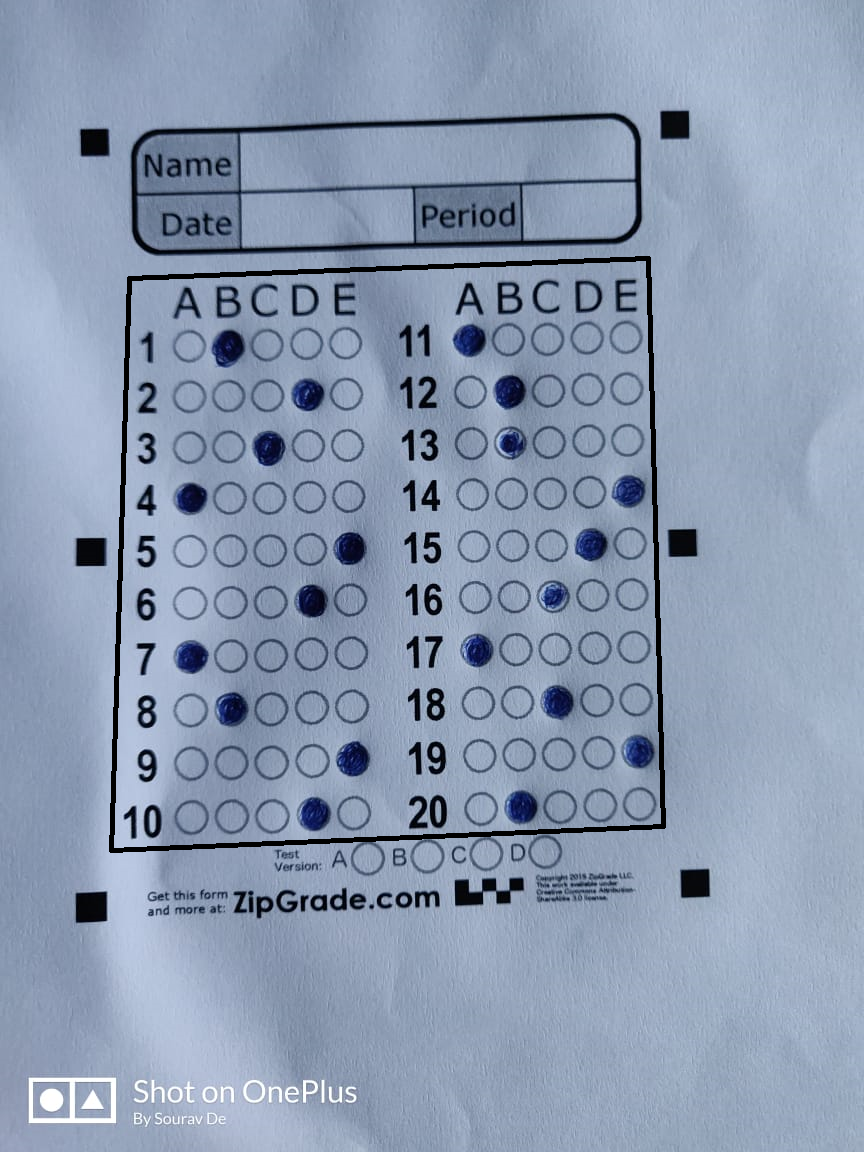 Name
Date Period
A B C D E A B C D E
1 11
2 12
3 13
4 14
5 15
6 16
7 17
8 18
9 19
10 20
Test
Version: A B C D
Get this form
and more at: ZipGrade.com
Copyright 2015 ZipGrade LLC.
This work available under
Creative Commons Attribution-
ShareAlike 3.0 license.
Shot on OnePlus
By Sourav De